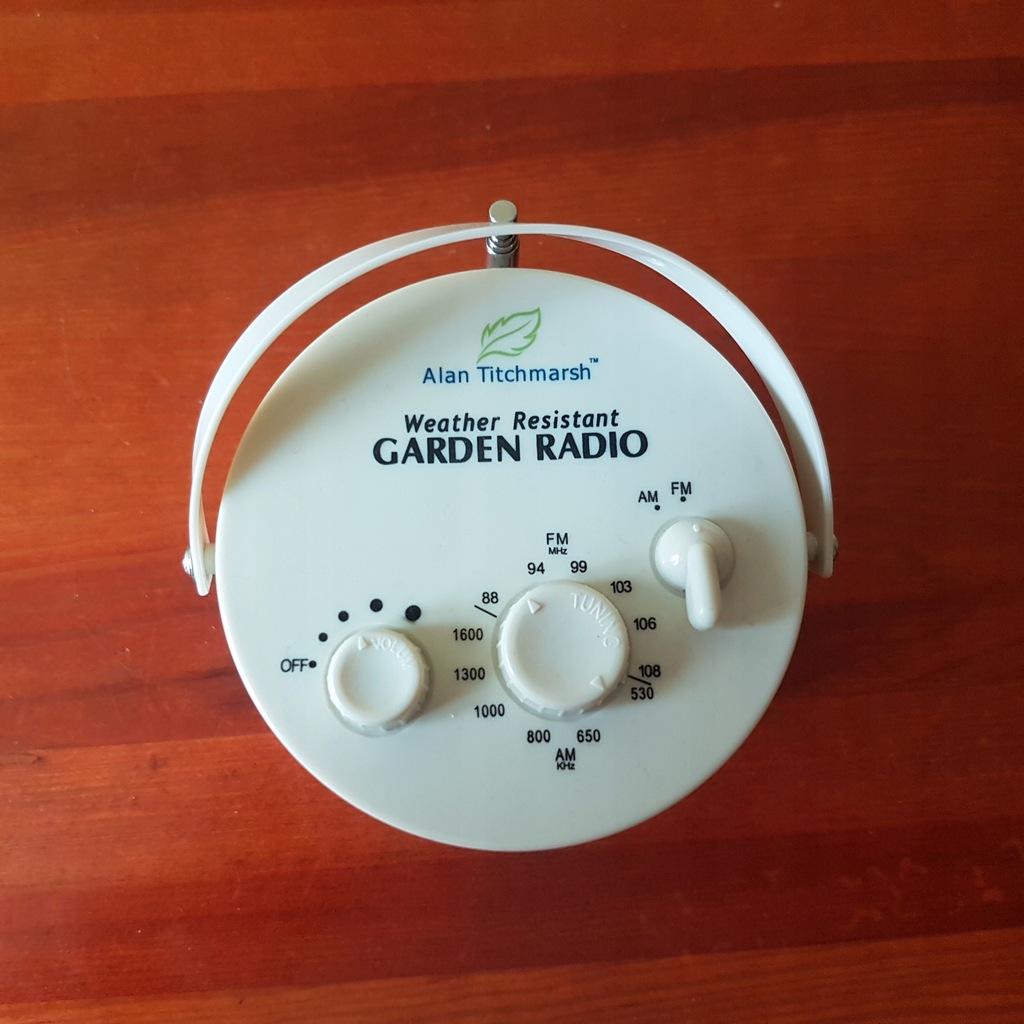 Alan Titchmarsh™
Weather Resistant
GARDEN RADIO
AM FM
FM
MHz
94 99
88 103
1600 106
1300 108
1000 530
800 650
AM
KHz
TUNING
OFF